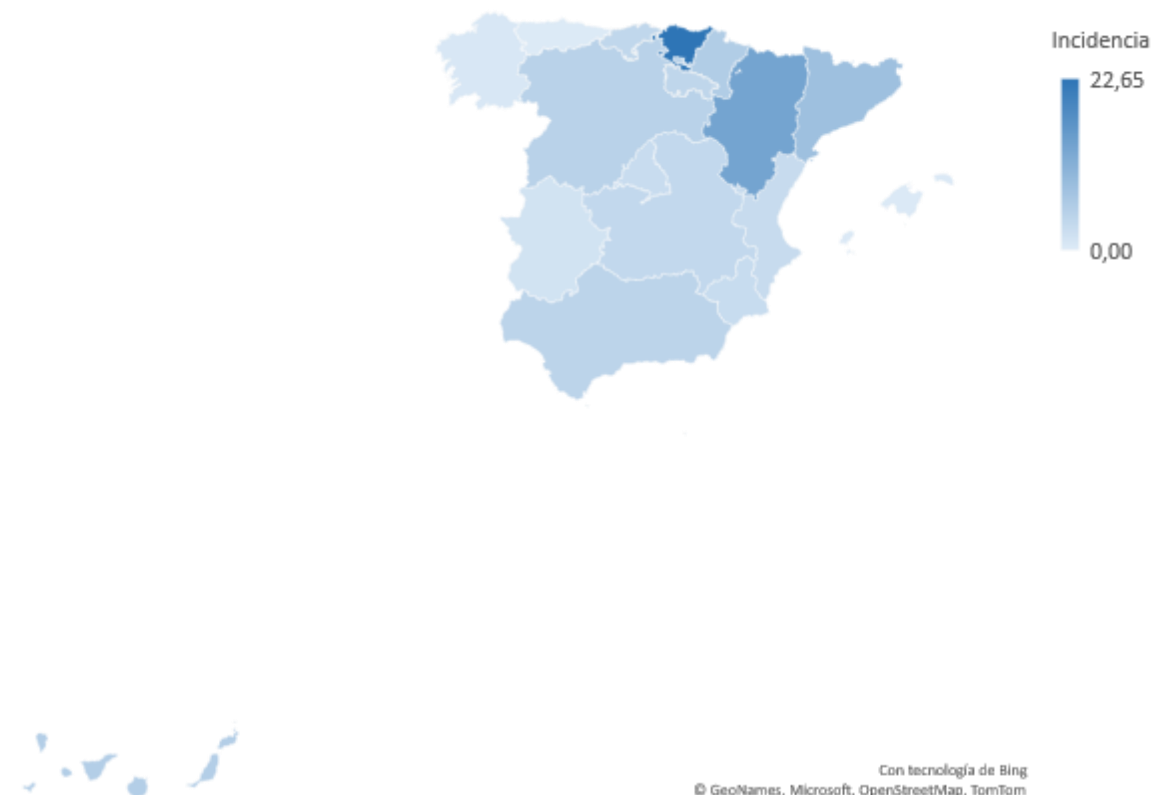 Incidencia
22,65
0,00
Con tecnología de Bing
© GeoNames, Microsoft, OpenStreetMap, TomTom